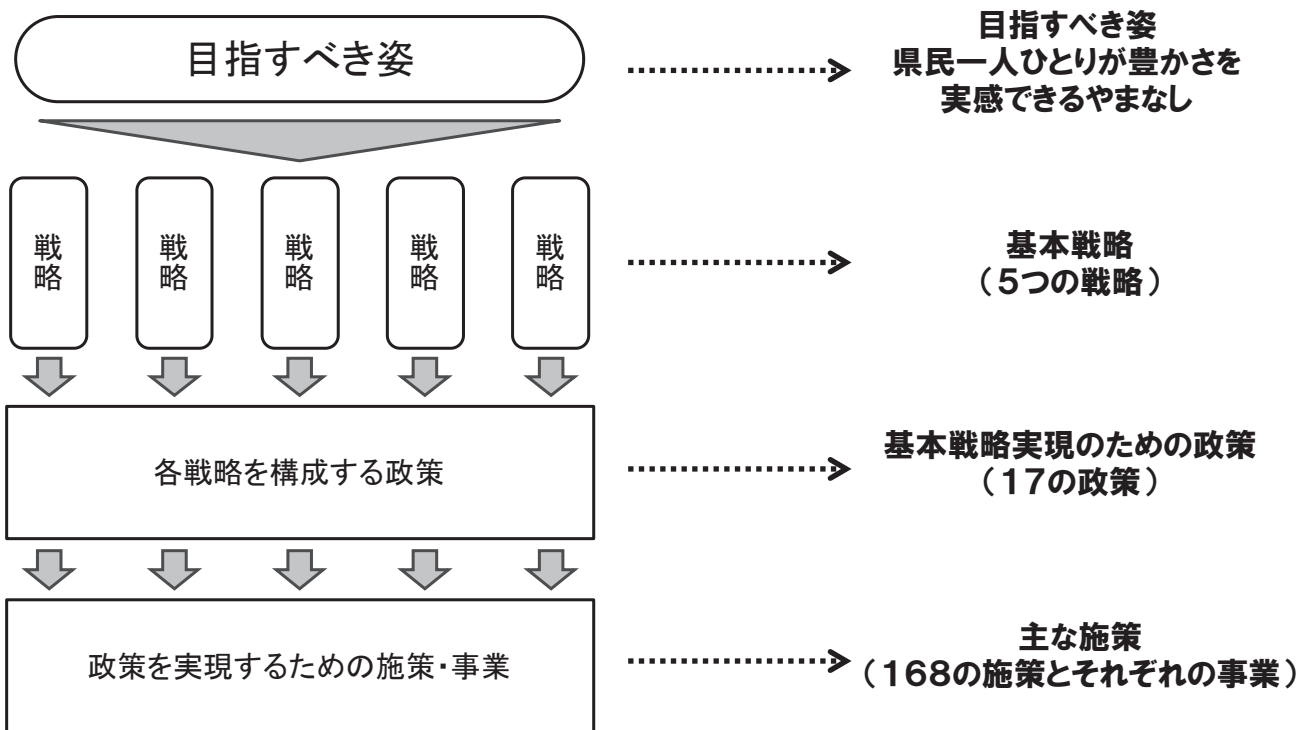 目指すべき姿
目指すべき姿
県民一人ひとりが豊かさを
実感できるやまなし
戦略
戦略
戦略
戦略
戦略
基本戦略
（5つの戦略）
各戦略を構成する政策
基本戦略実現のための政策
（17の政策）
政策を実現するための施策・事業
主な施策
（168の施策とそれぞれの事業）